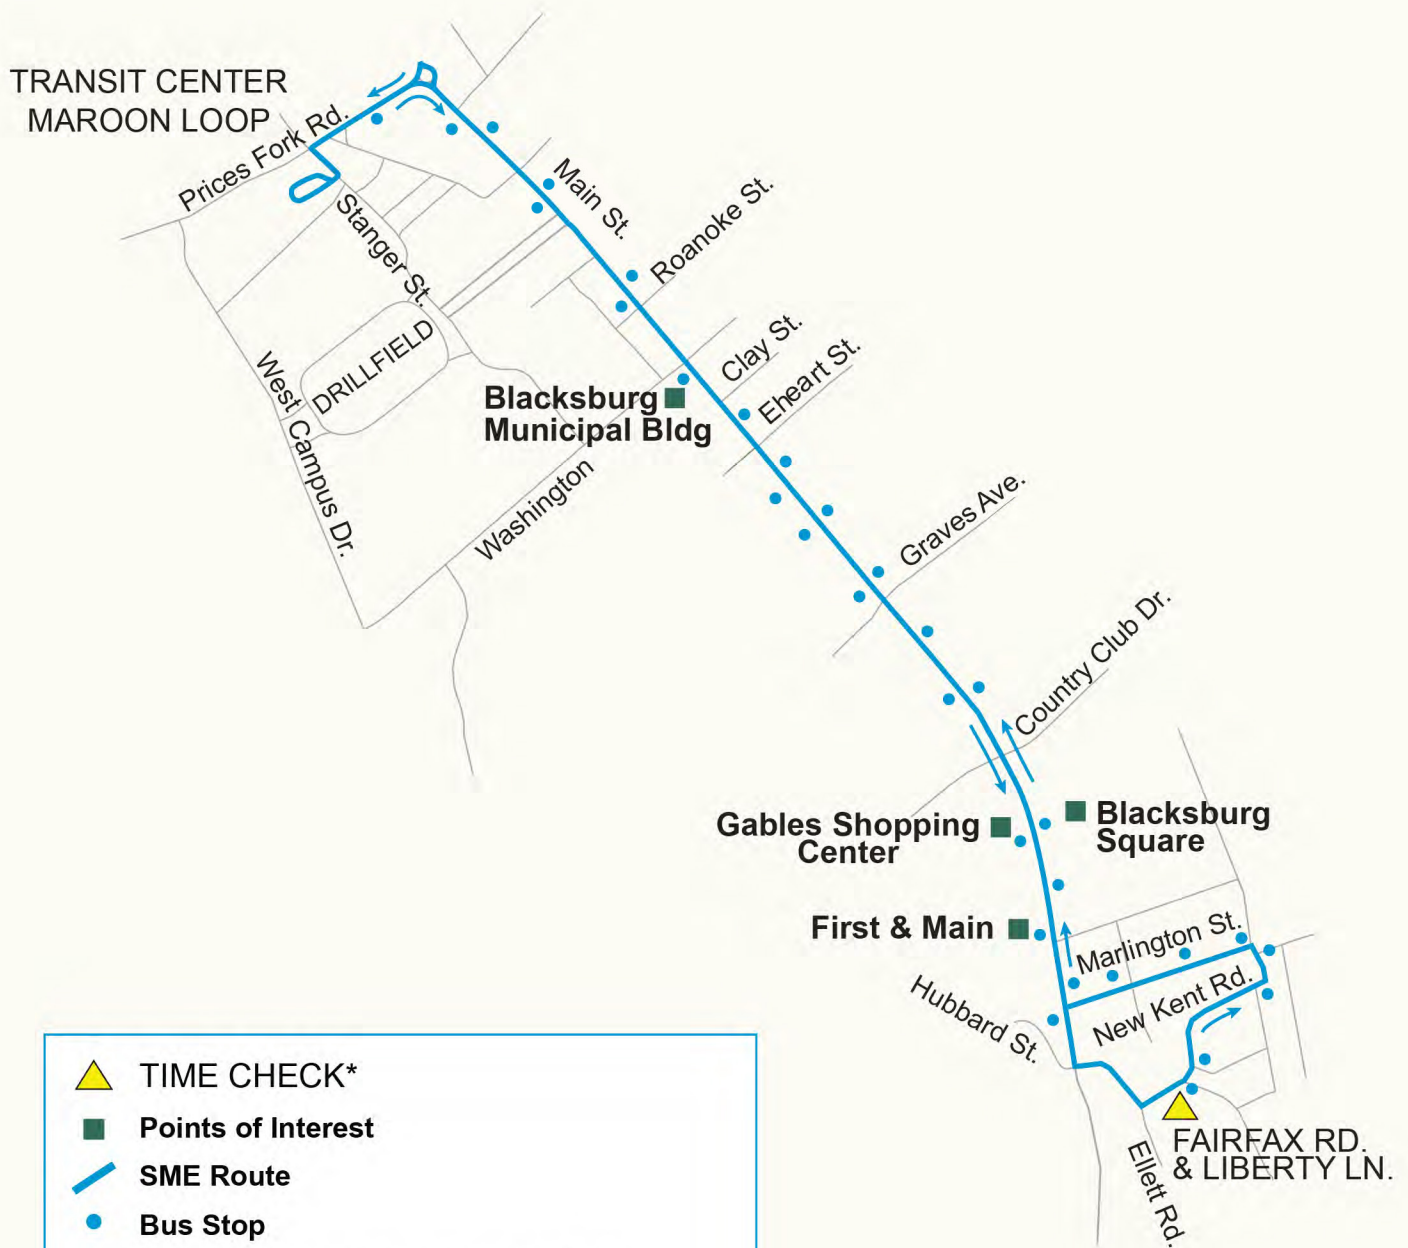 TRANSIT CENTER
MAROON LOOP
Prices Fork Rd.
Main St.
Roanoke St.
Stanger St.
Clay St.
Eheart St.
DRILLFIELD
West Campus Dr.
Blacksburg
Municipal Bldg
Washington
Graves Ave.
Country Club Dr.
Gables Shopping
Center
Blacksburg
Square
First & Main
Marlington St.
New Kent Rd.
Hubbard St.
FAIRFAX RD.
& LIBERTY LN.
Ellett Rd.
TIME CHECK*
Points of Interest
SME Route
Bus Stop